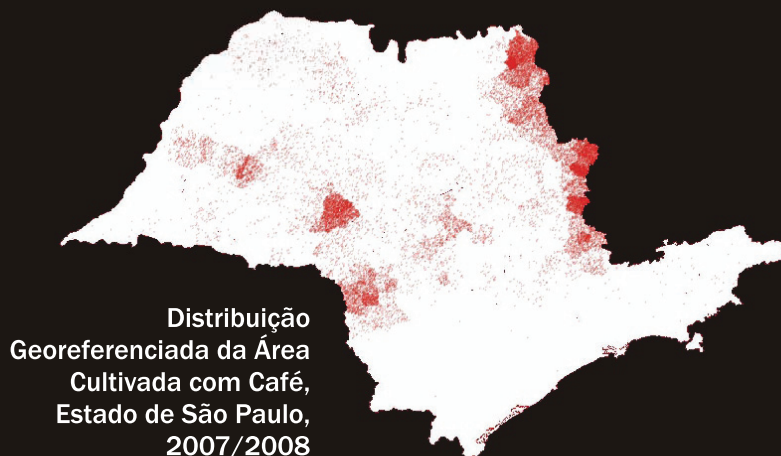 Distribuição
Georeferenciada da Área
Cultivada com Café,
Estado de São Paulo,
2007/2008